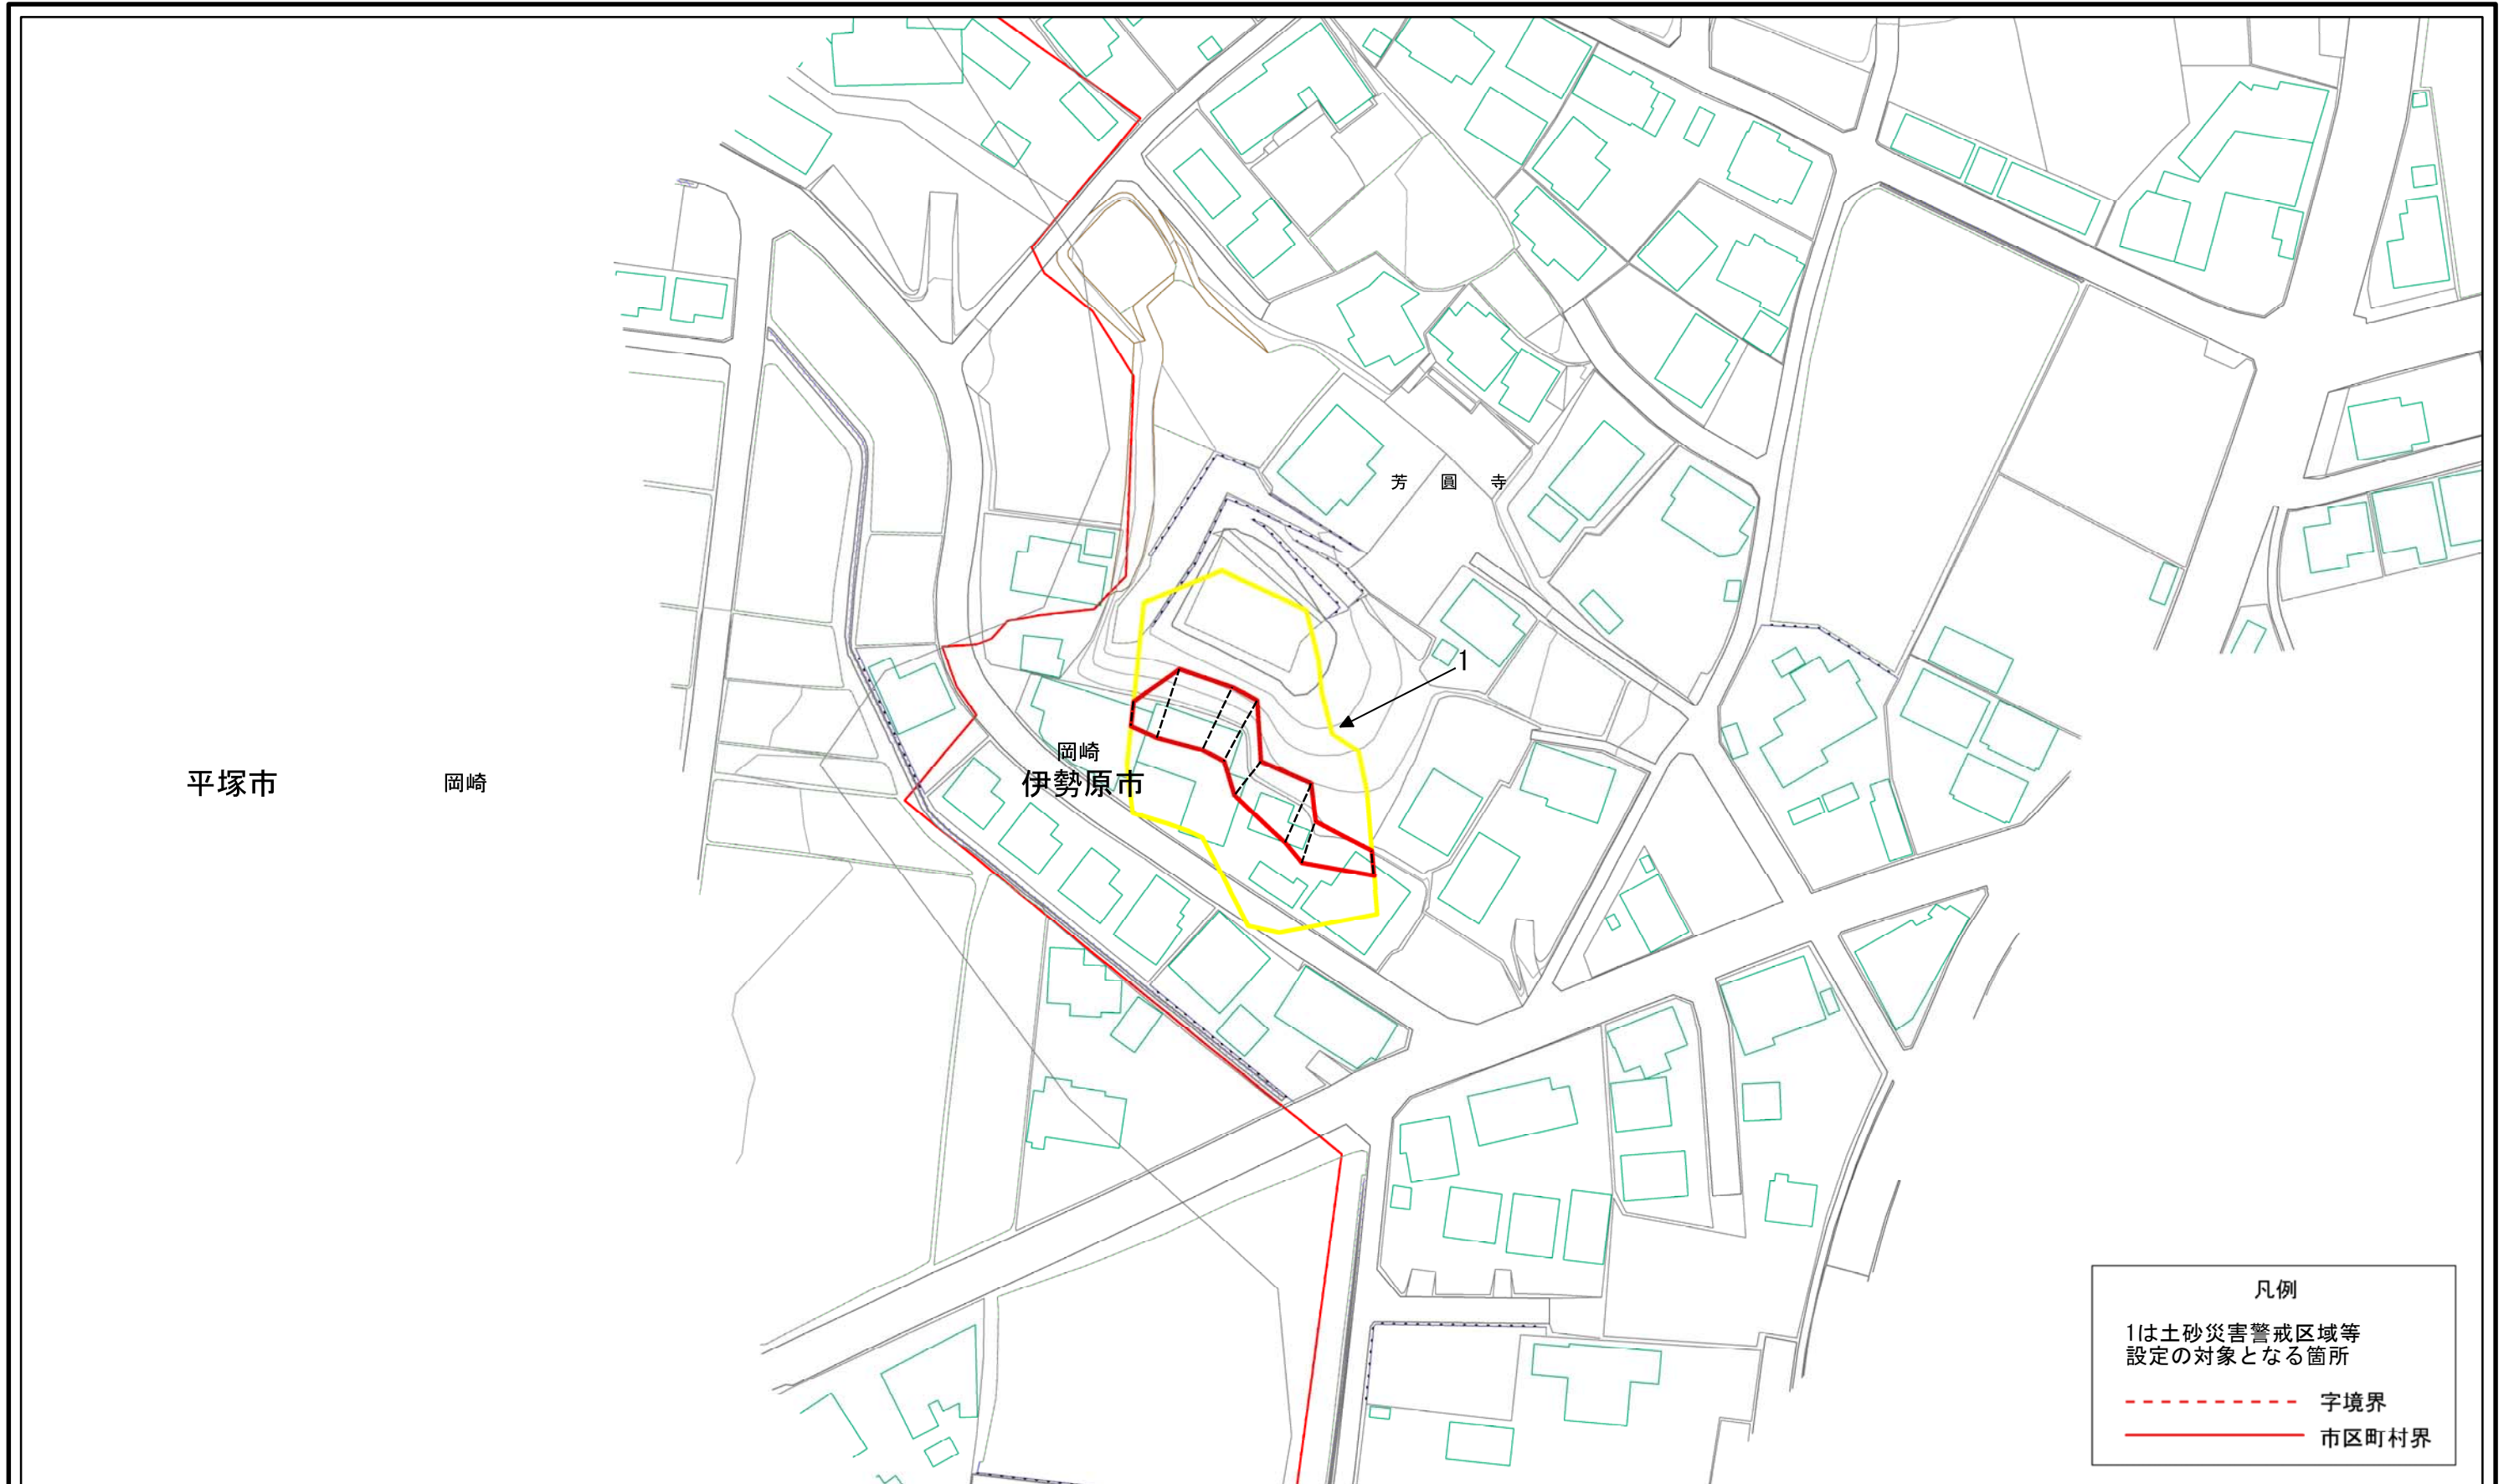 芳圓寺
1
岡崎
平塚市
岡崎
伊勢原市
凡例
1は土砂災害警戒区域等
設定の対象となる箇所
字境界
市区町村界